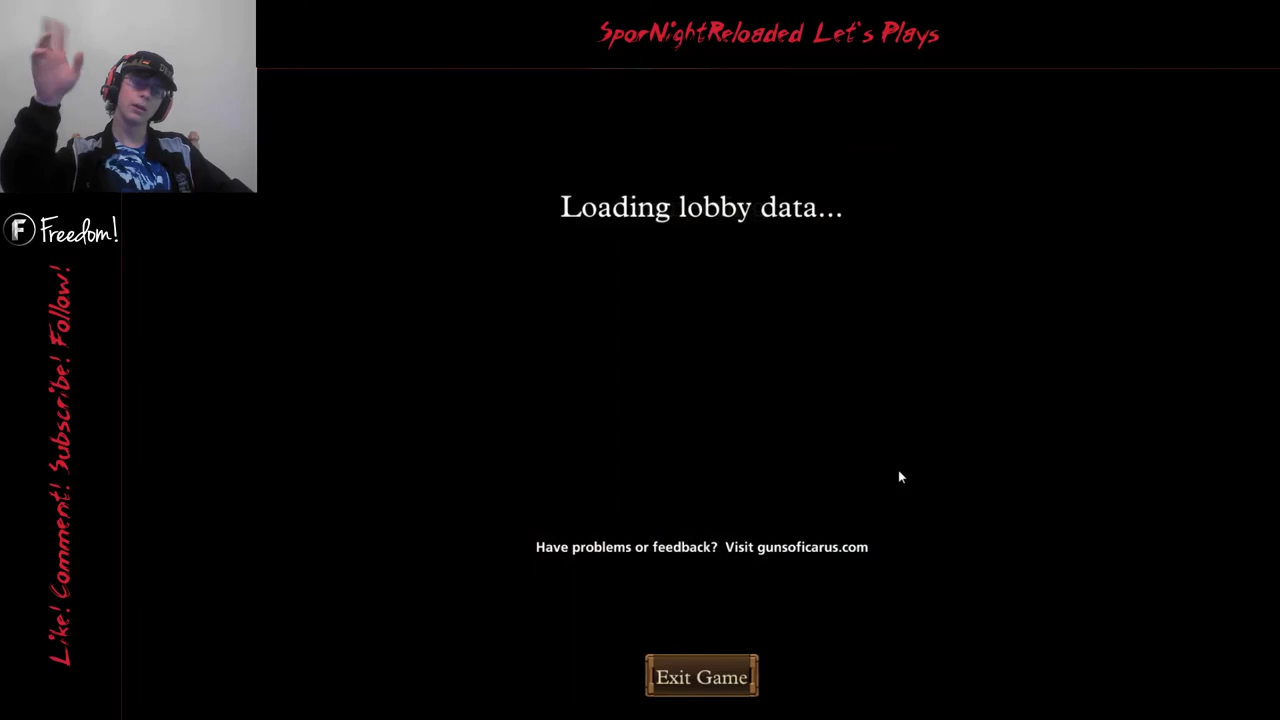 SporNightReloaded Let's Plays
Loading lobby data...
F Freedom!
Like! Comment! Subscribe! Follow!
Have problems or feedback? Visit gunsoficarus.com
Exit Game